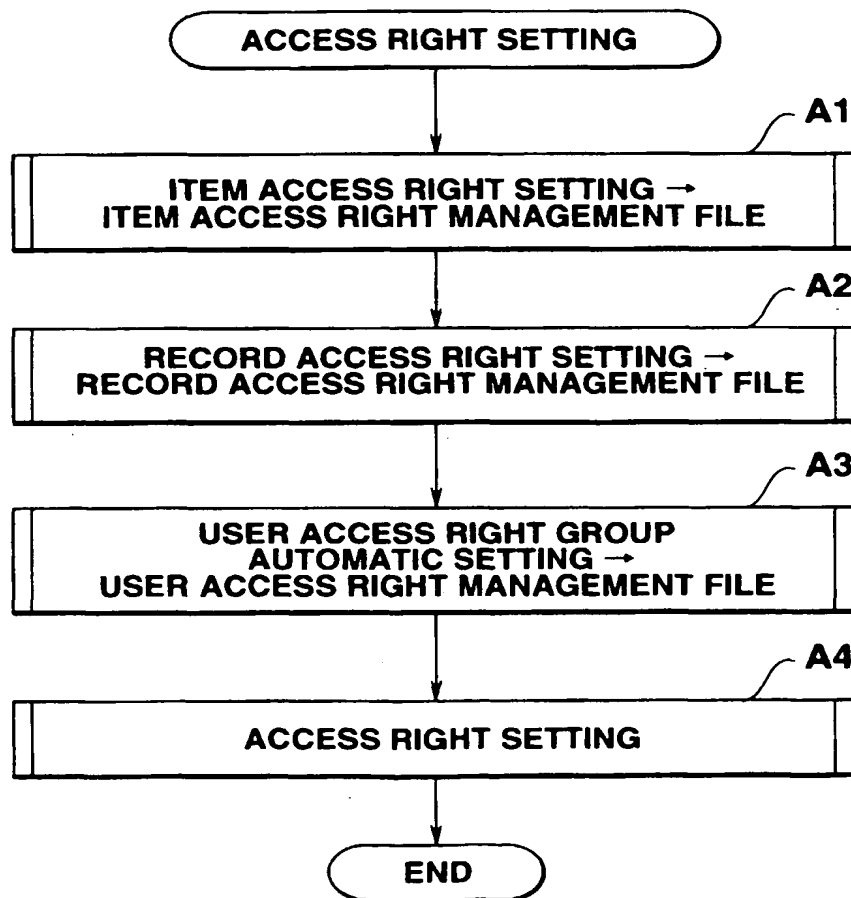 ACCESS RIGHT SETTING
A1
ITEM ACCESS RIGHT SETTING →
ITEM ACCESS RIGHT MANAGEMENT FILE
A2
RECORD ACCESS RIGHT SETTING →
RECORD ACCESS RIGHT MANAGEMENT FILE
A3
USER ACCESS RIGHT GROUP
AUTOMATIC SETTING →
USER ACCESS RIGHT MANAGEMENT FILE
A4
ACCESS RIGHT SETTING
END